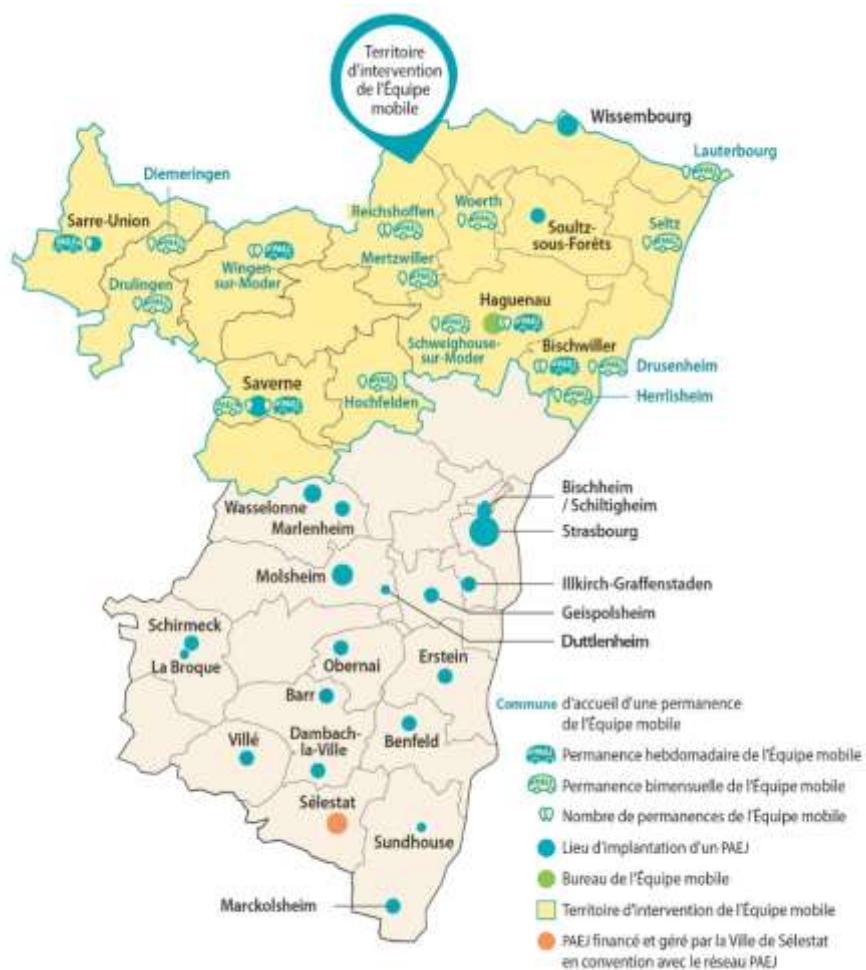 Territoire
d'intervention
de l'Équipe
mobile
Wissembourg
Lauterbourg
Diemeringen
Sarre-Union
PAEJ
Reichshoffen
Woerth
Soultz-
sous-Forêts
Seltz
Wingen-
sur-Moder
Mertzwiller
Drulingen
Haguenau
PAEJ
Schweighouse-
sur-Moder
Bischwiller
Drusenheim
Herrlisheim
Saverne
PAEJ
Hochfelden
Wasselonne
Marlenheim
Bischheim
/ Schiltigheim
Strasbourg
Molsheim
Illkirch-Graffenstaden
Geispolsheim
Duttlenheim
Schirmeck
La Broque
Obernai
Erstein
Barr
Villé
Dambach-
la-Ville
Benfeld
Sélestat
Sundhouse
Marckolsheim
Commune d'accueil d'une permanence
de l'Équipe mobile
Permanence hebdomadaire de l'Équipe mobile
Permanence bimensuelle de l'Équipe mobile
Nombre de permanences de l'Équipe mobile
Lieu d'implantation d'un PAEJ
Bureau de l'Équipe mobile
Territoire d'intervention de l'Équipe mobile
PAEJ financé et géré par la Ville de Sélestat
en convention avec le réseau PAEJ